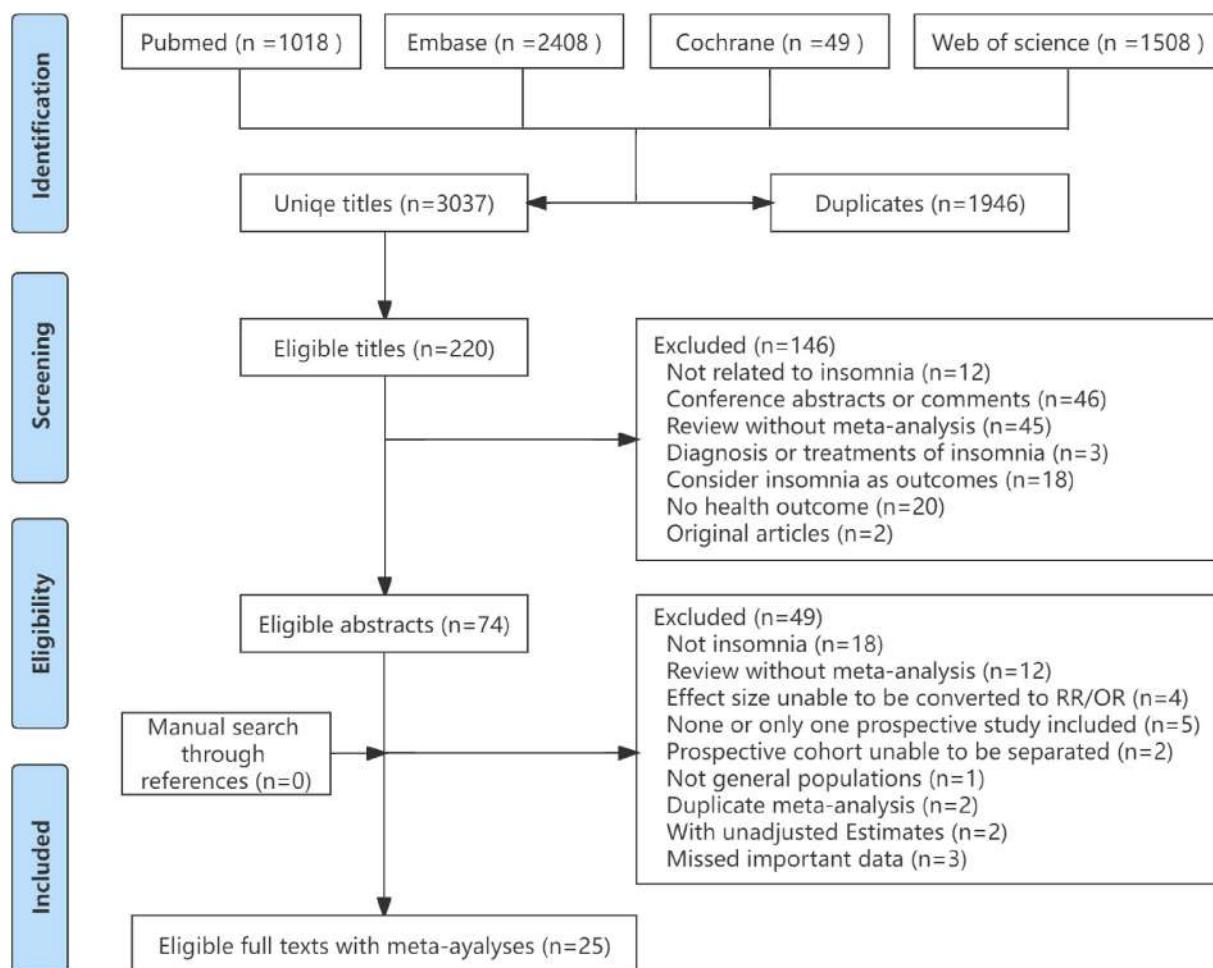 Identification
Pubmed (n =1018 )
Embase (n =2408 )
Cochrane (n =49 )
Web of science (n =1508 )
Uniqe titles (n=3037)
Duplicates (n=1946)
Screening
Eligible titles (n=220)
Excluded (n=146)
Not related to insomnia (n=12)
Conference abstracts or comments (n=46)
Review without meta-analysis (n=45)
Diagnosis or treatments of insomnia (n=3)
Consider insomnia as outcomes (n=18)
No health outcome (n=20)
Original articles (n=2)
Eligibility
Eligible abstracts (n=74)
Excluded (n=49)
Not insomnia (n=18)
Review without meta-analysis (n=12)
Effect size unable to be converted to RR/OR (n=4)
None or only one prospective study included (n=5)
Prospective cohort unable to be separated (n=2)
Not general populations (n=1)
Duplicate meta-analysis (n=2)
With unadjusted Estimates (n=2)
Missed important data (n=3)
Manual search
through
references (n=0)
Included
Eligible full texts with meta-ayalyses (n=25)